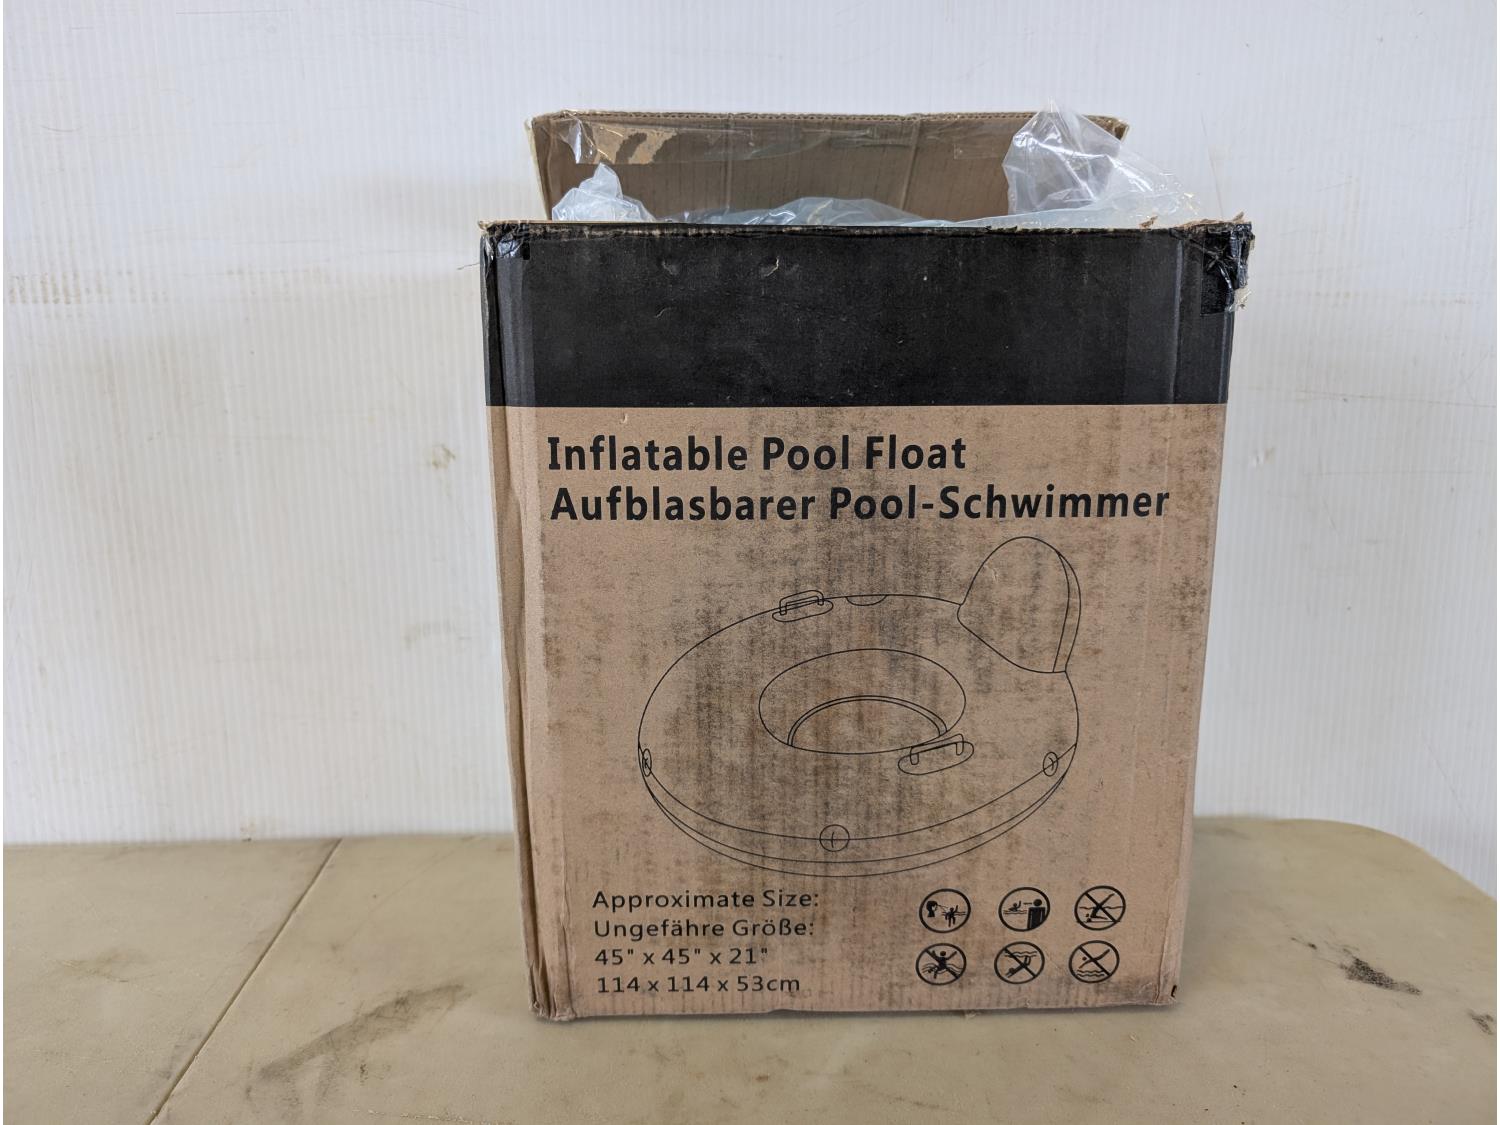 Inflatable Pool Float
Aufblasbarer Pool-Schwimmer
Approximate Size:
Ungefähre Größe:
45" x 45" x 21"
114 x 114 x 53cm